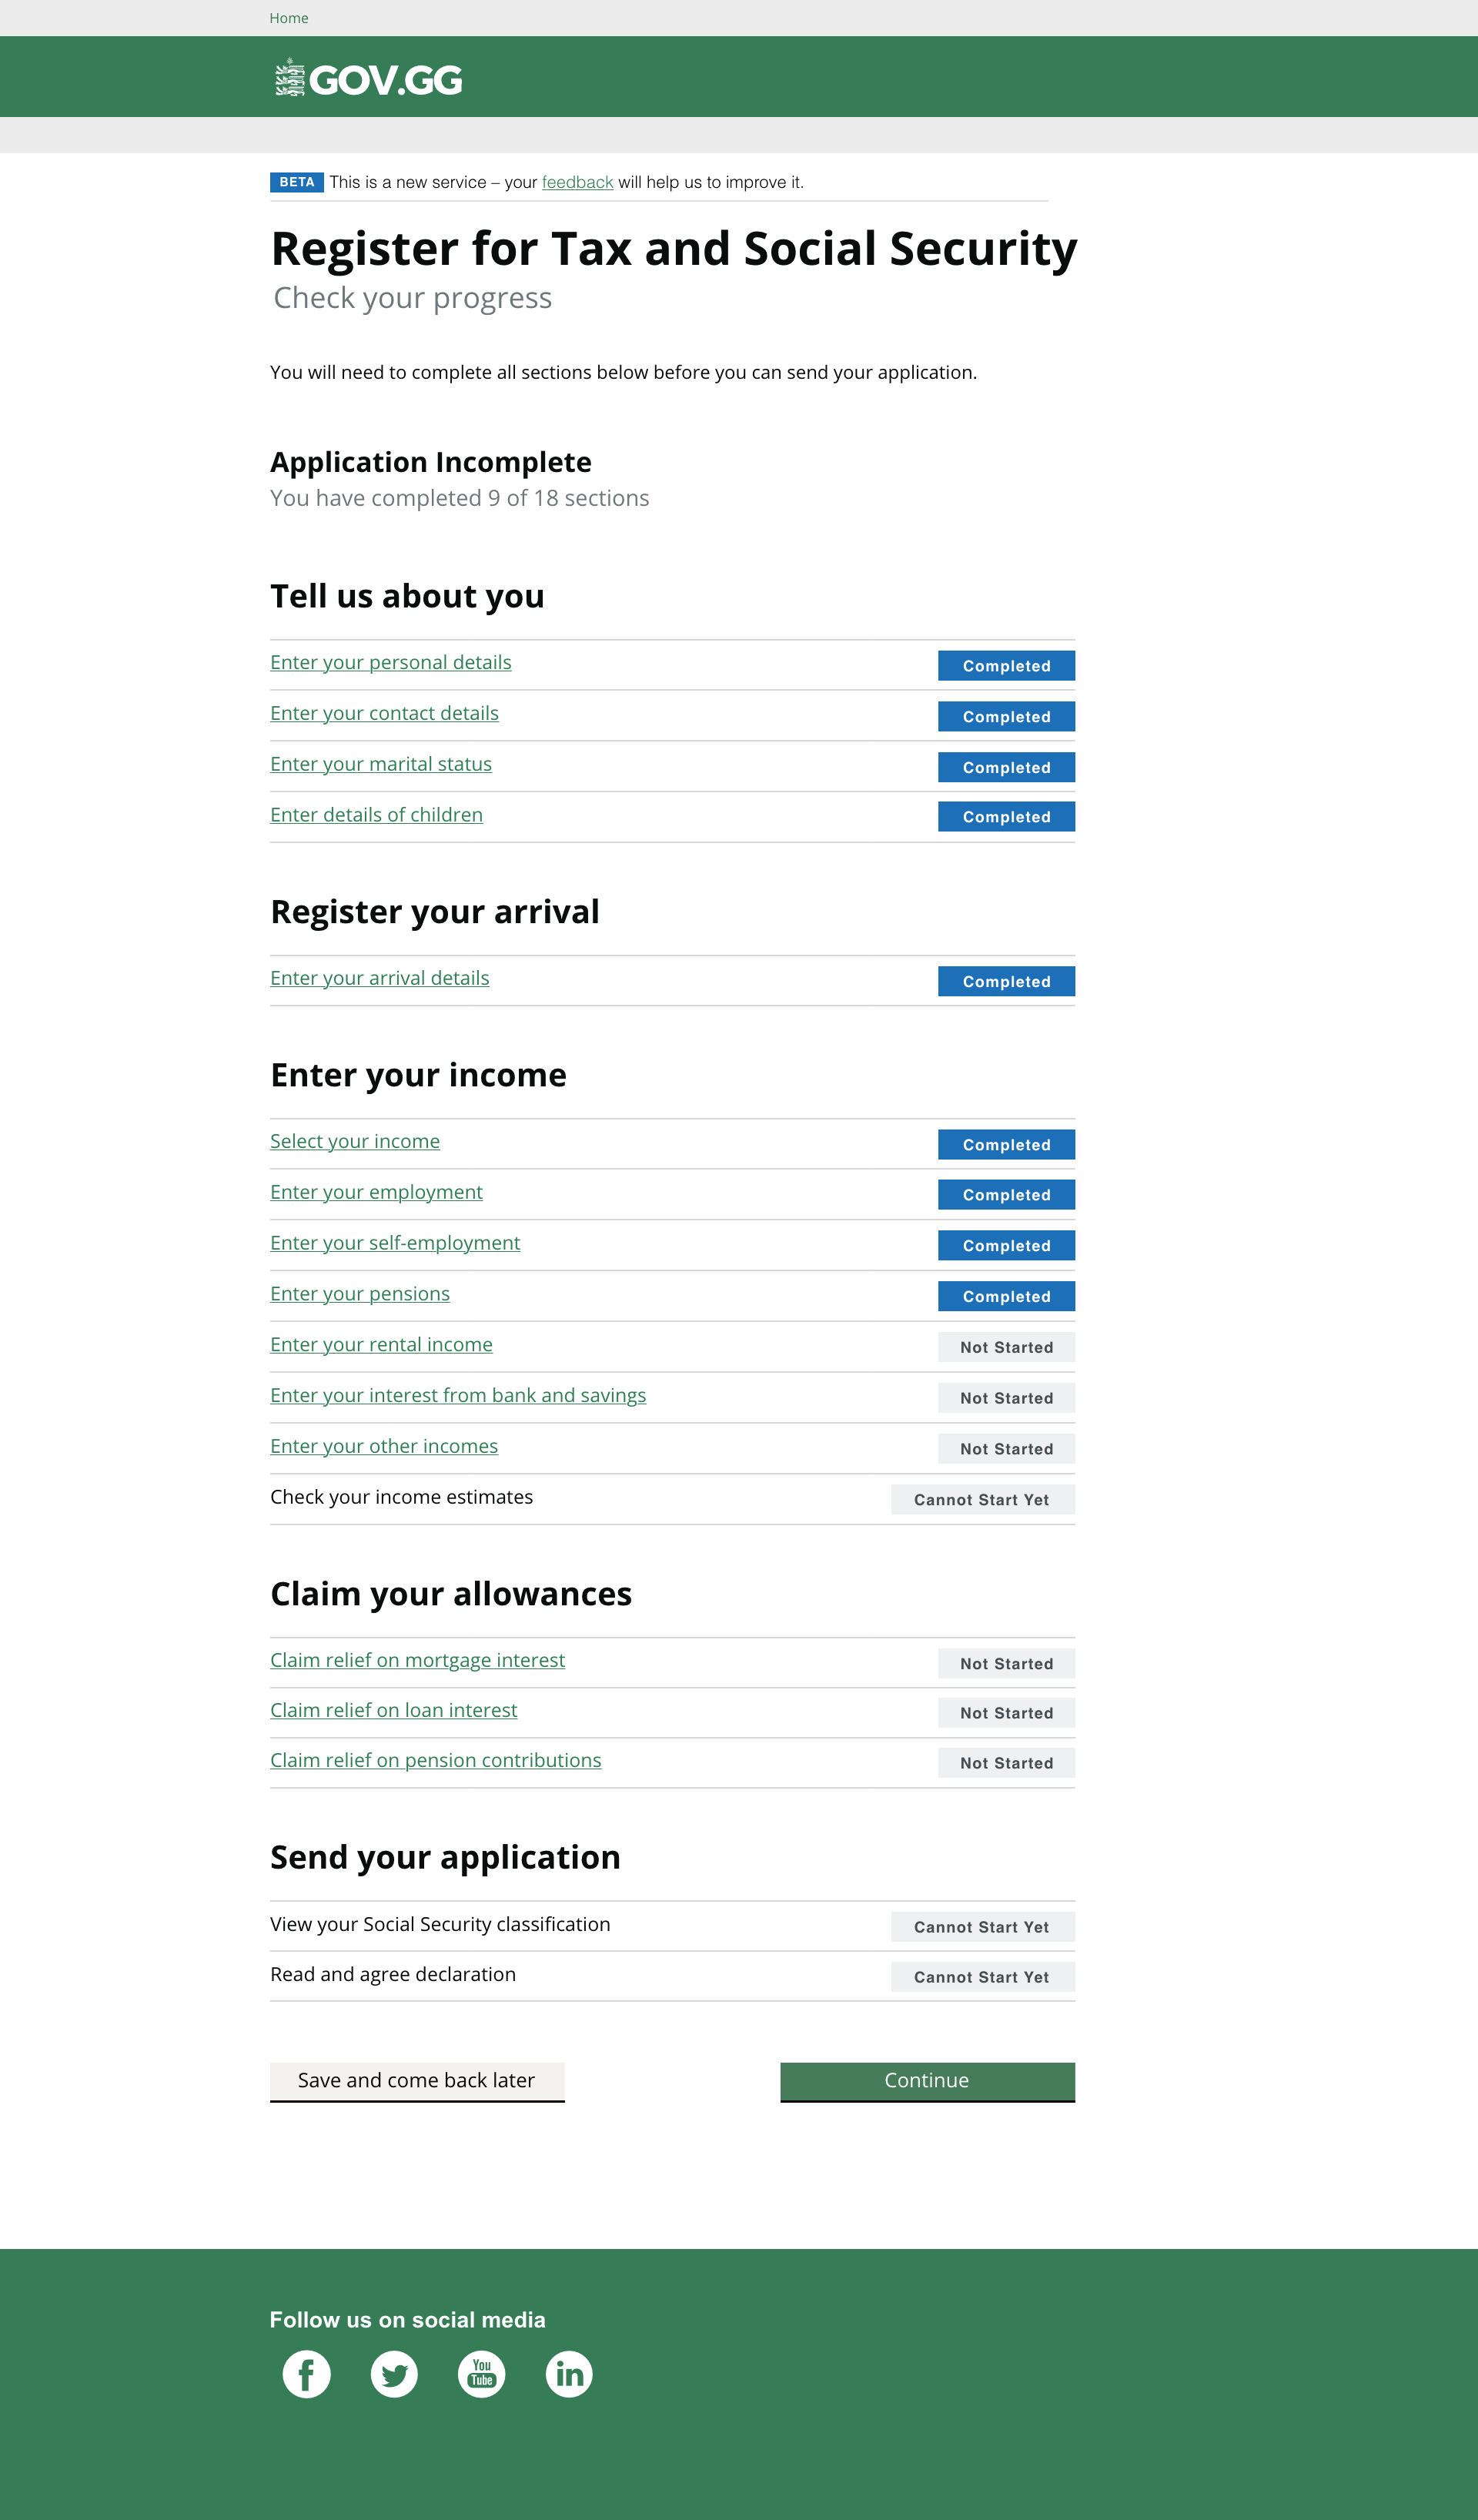 Home
GOV.GG
BETA This is a new service – your feedback will help us to improve it.
Register for Tax and Social Security
Check your progress
You will need to complete all sections below before you can send your application.
Application Incomplete
You have completed 9 of 18 sections
Tell us about you
Enter your personal details Completed
Enter your contact details Completed
Enter your marital status Completed
Enter details of children Completed
Register your arrival
Enter your arrival details Completed
Enter your income
Select your income Completed
Enter your employment Completed
Enter your self-employment Completed
Enter your pensions Completed
Enter your rental income Not Started
Enter your interest from bank and savings Not Started
Enter your other incomes Not Started
Check your income estimates Cannot Start Yet
Claim your allowances
Claim relief on mortgage interest Not Started
Claim relief on loan interest Not Started
Claim relief on pension contributions Not Started
Send your application
View your Social Security classification Cannot Start Yet
Read and agree declaration Cannot Start Yet
Save and come back later Continue
Follow us on social media
You
Tube